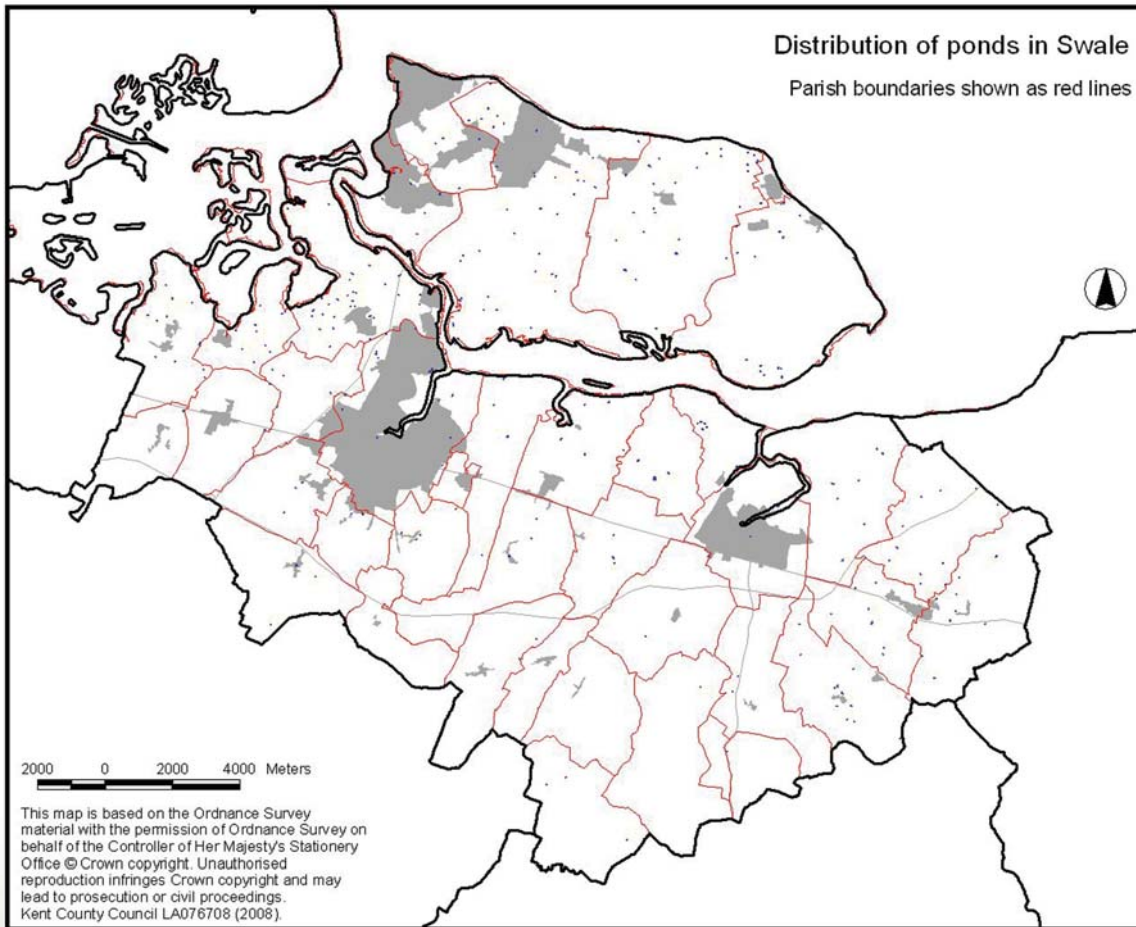 Distribution of ponds in Swale
Parish boundaries shown as red lines
2000 0 2000 4000 Meters
This map is based on the Ordnance Survey
material with the permission of Ordnance Survey on
behalf of the Controller of Her Majesty's Stationery
Office © Crown copyright. Unauthorised
reproduction infringes Crown copyright and may
lead to prosecution or civil proceedings.
Kent County Council LA076708 (2008).